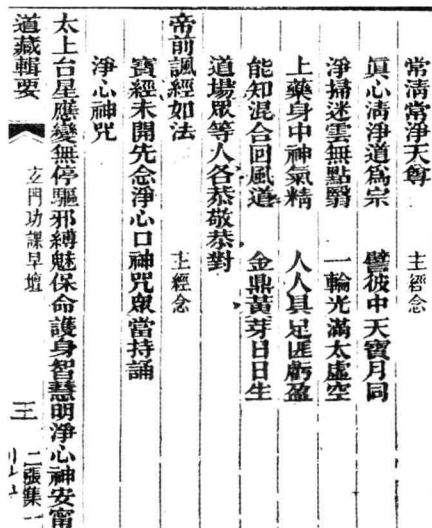 常清常淨天尊 主經念
眞心清淨道爲宗 譬彼中天寶月同
淨掃迷雲無點翳 一輪光滿太虛空
上藥身中神氣精 人人具足匪虧盈
能知混合回風道 金鼎黃芽日日生
道場眾等人各恭敬恭對
帝前諷經如法 主經念
寶經未開先念淨心口神咒眾當持誦
淨心神咒
太上台星應變無停驅邪縛魅保命護身智慧明淨心神安甯
道藏輯要 玄門功課早壇 三 二張集一